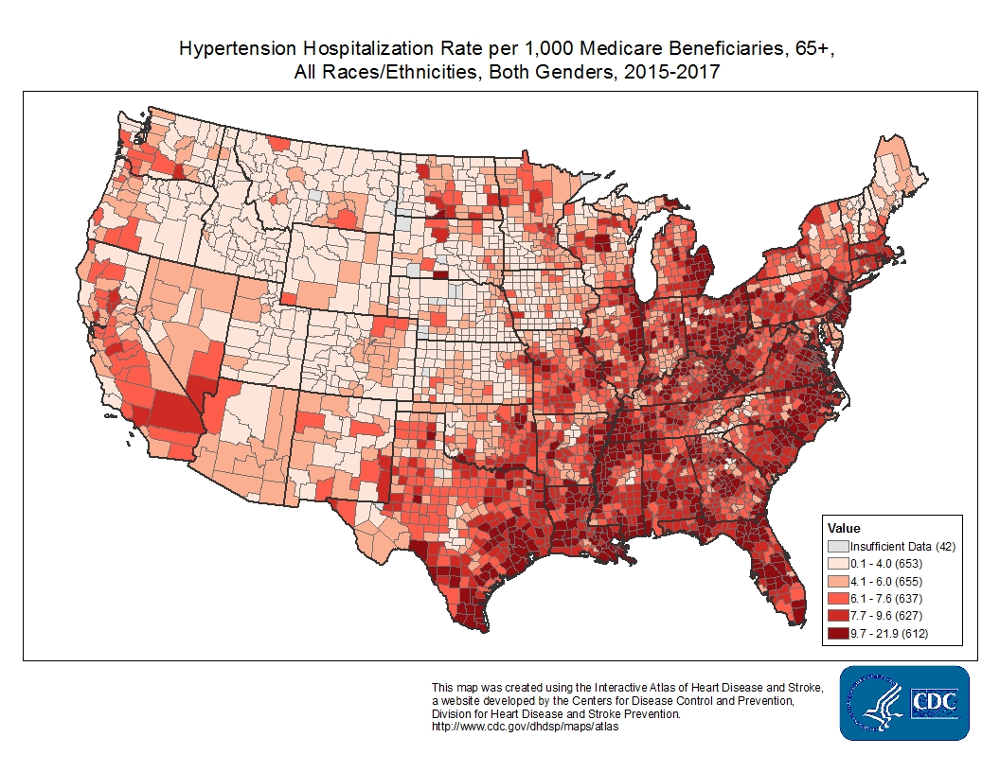 Hypertension Hospitalization Rate per 1,000 Medicare Beneficiaries, 65+,
All Races/Ethnicities, Both Genders, 2015-2017
Value
Insufficient Data (42)
0.1 - 4.0 (653)
4.1 - 6.0 (655)
6.1 - 7.6 (637)
7.7 - 9.6 (627)
9.7 - 21.9 (612)
This map was created using the Interactive Atlas of Heart Disease and Stroke,
a website developed by the Centers for Disease Control and Prevention,
Division for Heart Disease and Stroke Prevention.
http://www.cdc.gov/dhdsp/maps/atlas
CDC